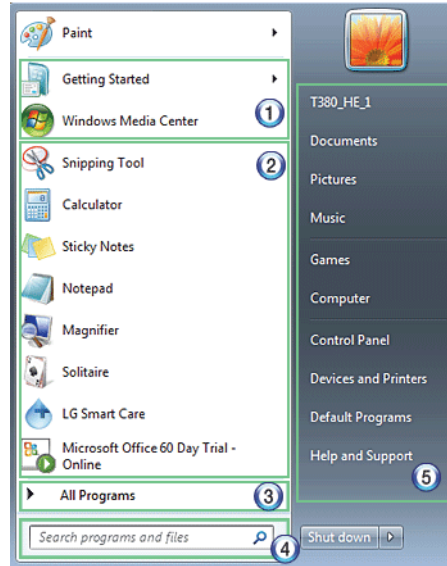 Paint
Getting Started
Windows Media Center
1
Snipping Tool
2
Calculator
Sticky Notes
Notepad
Magnifier
Solitaire
LG Smart Care
Microsoft Office 60 Day Trial -
Online
All Programs
3
Search programs and files
4
T380_HE_1
Documents
Pictures
Music
Games
Computer
Control Panel
Devices and Printers
Default Programs
Help and Support
5
Shut down